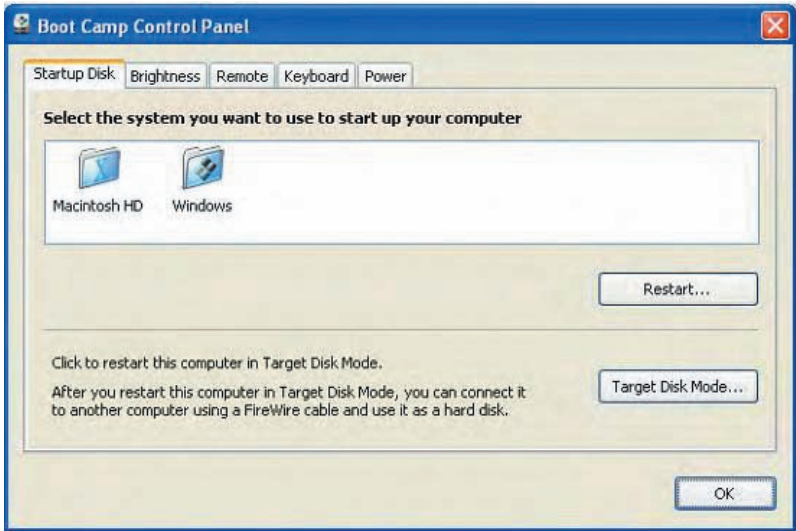 Boot Camp Control Panel
Startup Disk Brightness Remote Keyboard Power
Select the system you want to use to start up your computer
Macintosh HD Windows
Restart...
Click to restart this computer in Target Disk Mode.
After you restart this computer in Target Disk Mode, you can connect it
to another computer using a FireWire cable and use it as a hard disk.
Target Disk Mode...
OK